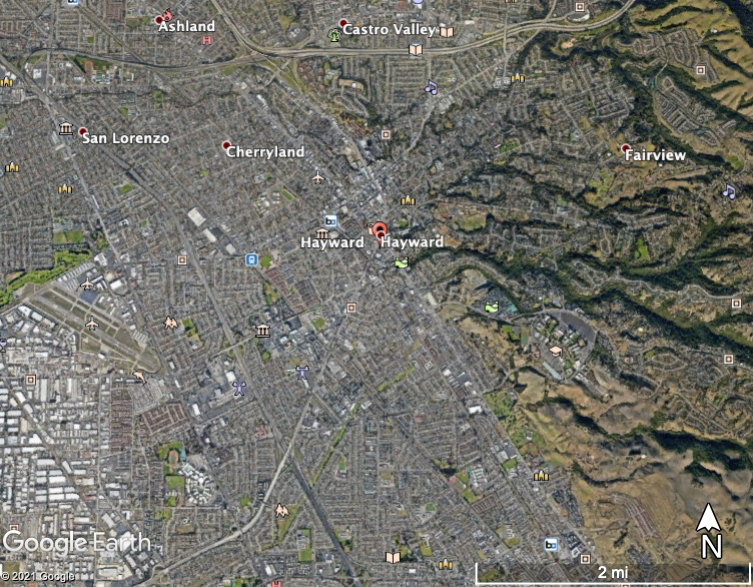 Ashland
Castro Valley
San Lorenzo
Cherryland
Fairview
Hayward
Hayward
Google Earth
© 2021 Google
2 mi
N